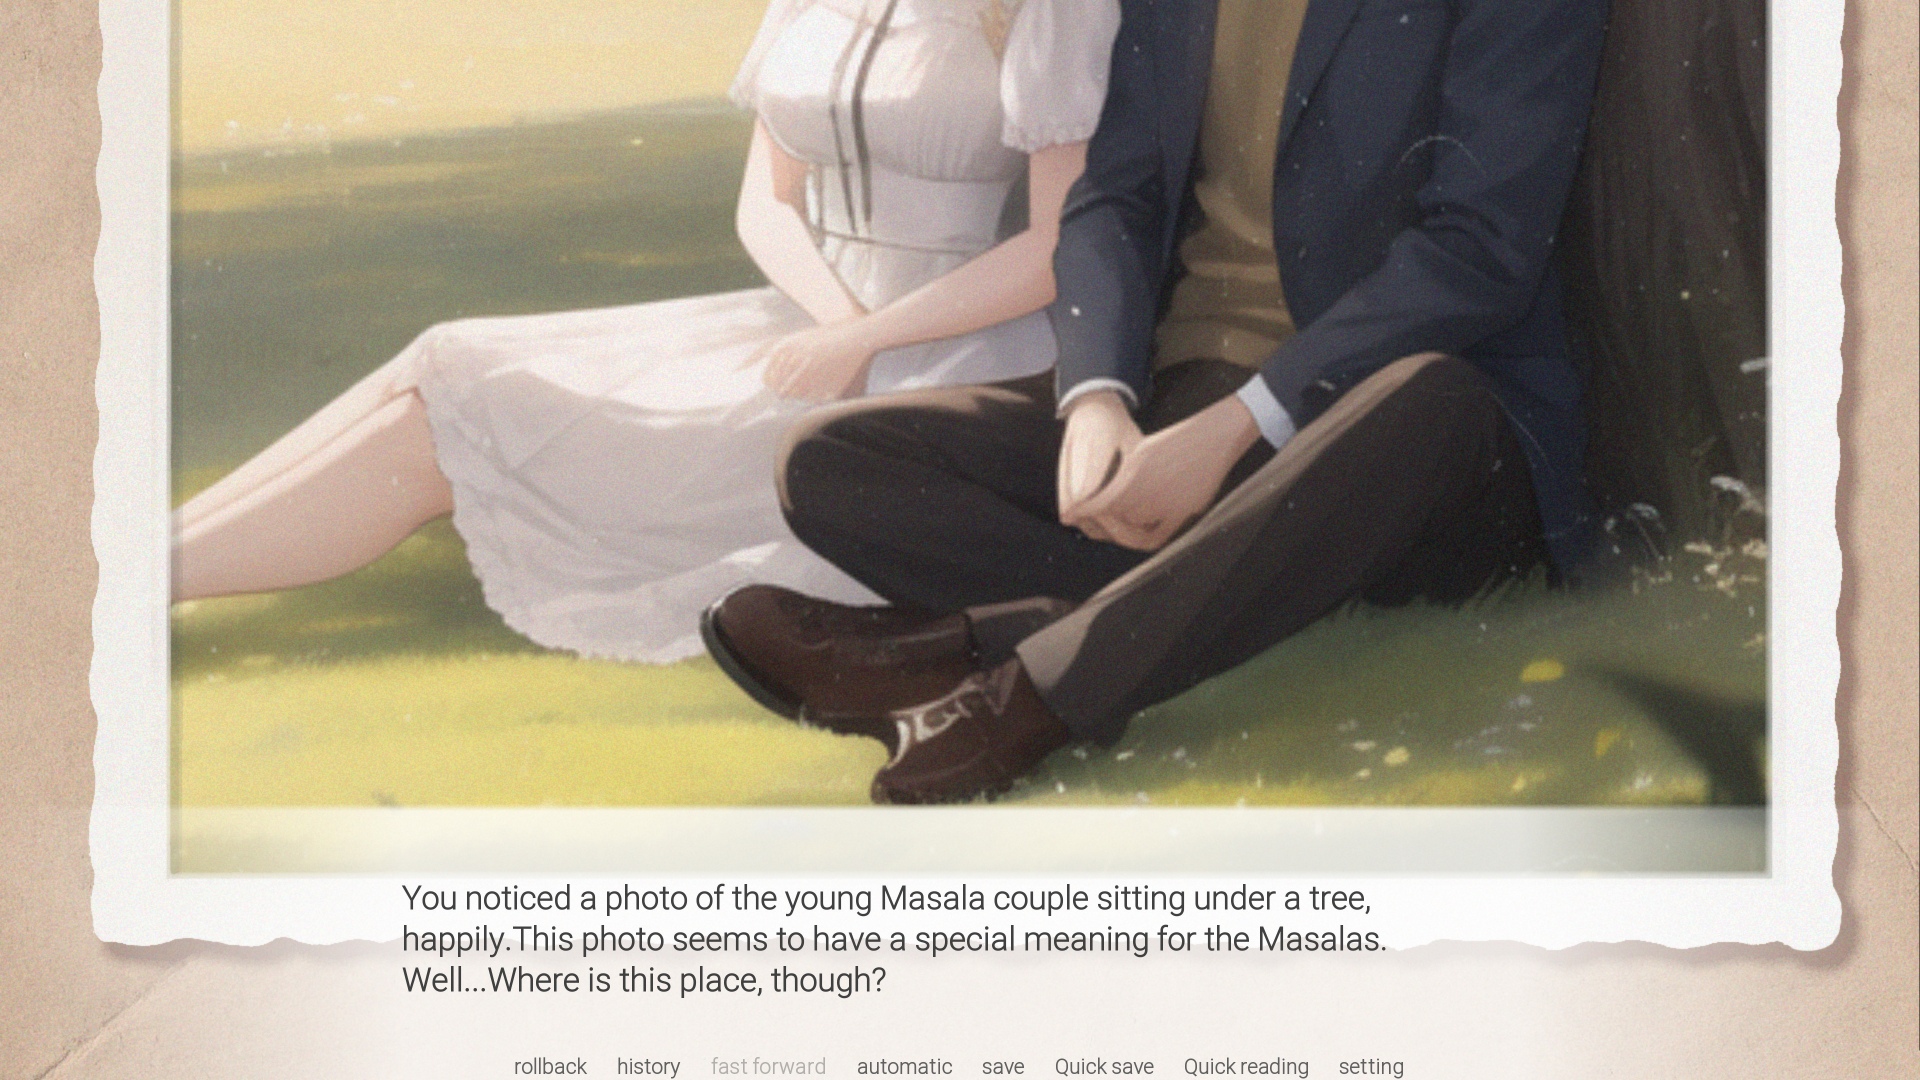 You noticed a photo of the young Masala couple sitting under a tree,
happily.This photo seems to have a special meaning for the Masalas.
Well...Where is this place, though?
rollback history fast forward automatic save Quick save Quick reading setting